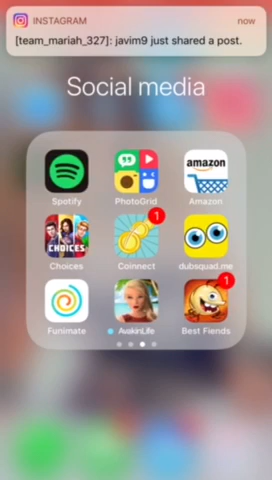 INSTAGRAM now
[team_mariah_327]: javim9 just shared a post.
Social media
amazon
Spotify PhotoGrid Amazon
CHOICES
1
Choices Coinnect dubsquad.me
1
Funimate AvakinLife Best Fiends